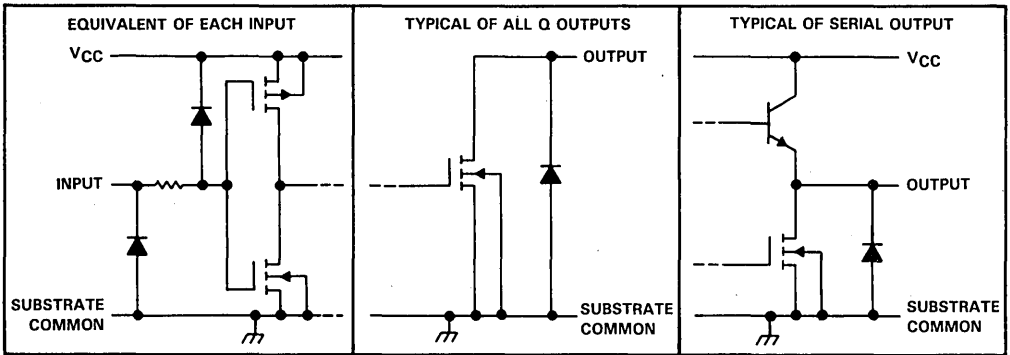 EQUIVALENT OF EACH INPUT
VCC
INPUT
SUBSTRATE
COMMON
TYPICAL OF ALL Q OUTPUTS
OUTPUT
SUBSTRATE
COMMON
TYPICAL OF SERIAL OUTPUT
VCC
OUTPUT
SUBSTRATE
COMMON